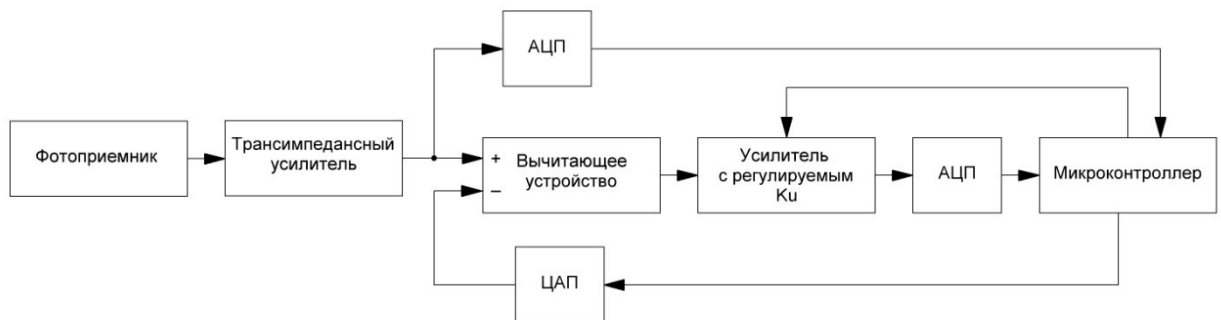 АЦП
Фотоприемник
Трансимпедансный
усилитель
+
–
Вычитающее
устройство
Усилитель
с регулируемым
Ku
АЦП
Микроконтроллер
ЦАП